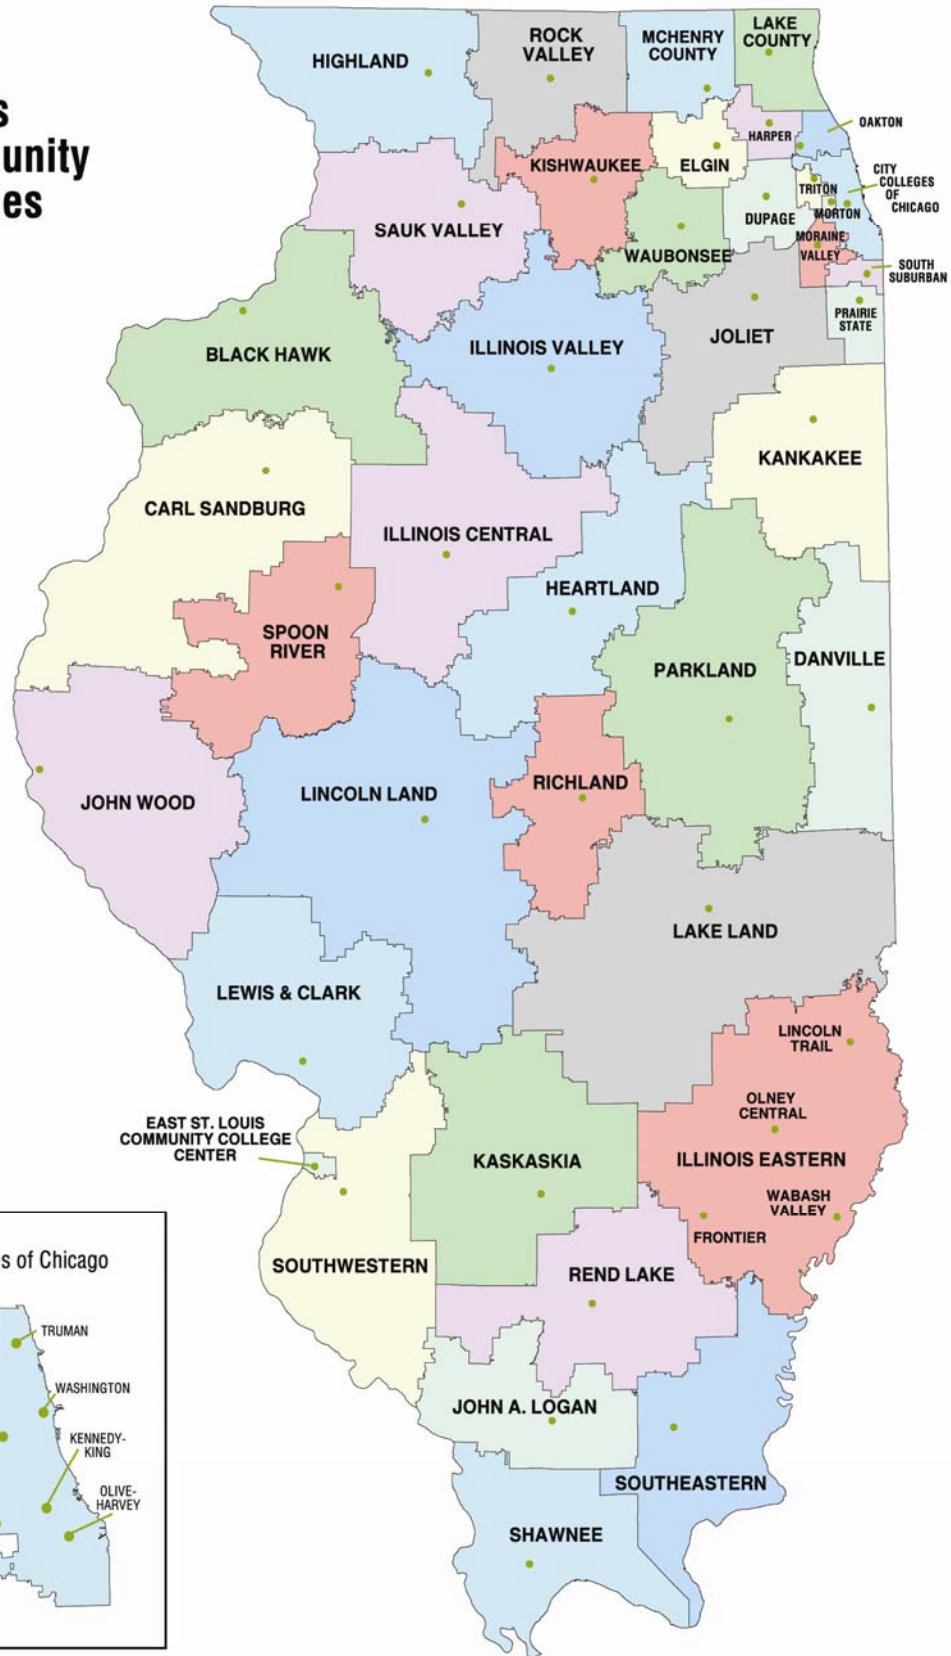 s
unity
es
HIGHLAND
ROCK
VALLEY
MCHENRY
COUNTY
LAKE
COUNTY
OAKTON
HARPER
KISHWAUKEE
ELGIN
CITY
COLLEGES
OF
CHICAGO
TRITON
SAUK VALLEY
DUPAGE
MORTON
MORAINE
VALLEY
WAUBONSEE
SOUTH
SUBURBAN
PRAIRIE
STATE
BLACK HAWK
ILLINOIS VALLEY
JOLIET
KANKAKEE
CARL SANDBURG
ILLINOIS CENTRAL
HEARTLAND
SPOON
RIVER
PARKLAND
DANVILLE
JOHN WOOD
LINCOLN LAND
RICHLAND
LAKE LAND
LEWIS & CLARK
LINCOLN
TRAIL
OLNEY
CENTRAL
EAST ST. LOUIS
COMMUNITY COLLEGE
CENTER
KASKASKIA
ILLINOIS EASTERN
WABASH
VALLEY
FRONTIER
SOUTHWESTERN
REND LAKE
JOHN A. LOGAN
SOUTHEASTERN
SHAWNEE
s of Chicago
TRUMAN
WASHINGTON
KENNEDY-
KING
OLIVE-
HARVEY